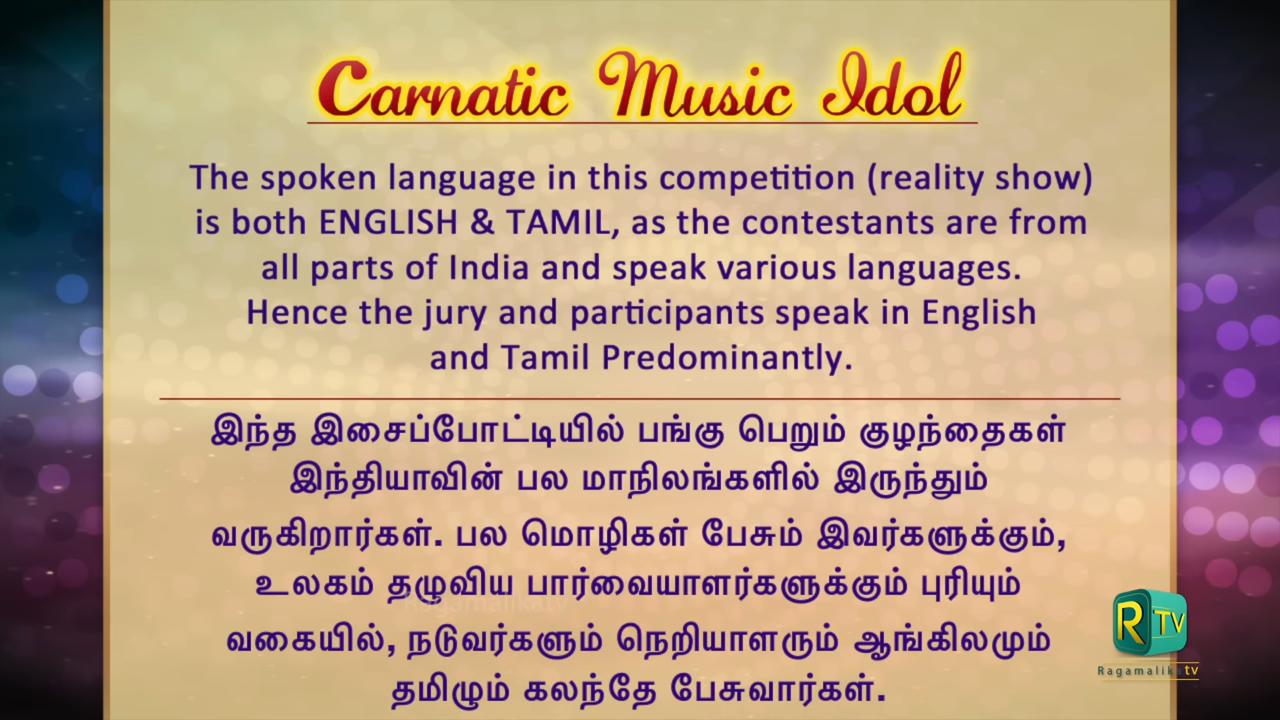 Carnatic Music Idol
The spoken language in this competition (reality show)
is both ENGLISH & TAMIL, as the contestants are from
all parts of India and speak various languages.
Hence the jury and participants speak in English
and Tamil Predominantly.
இந்த இசைப்போட்டியில் பங்கு பெறும் குழந்தைகள்
இந்தியாவின் பல மாநிலங்களில் இருந்தும்
வருகிறார்கள். பல மொழிகள் பேசும் இவர்களுக்கும்,
உலகம் தழுவிய பார்வையாளர்களுக்கும் புரியும்
Ragamalikatv
வகையில், நடுவர்களும் நெறியாளரும் ஆங்கிலமும்
தமிழும் கலந்தே பேசுவார்கள்.
R TV
Ragamalikatv